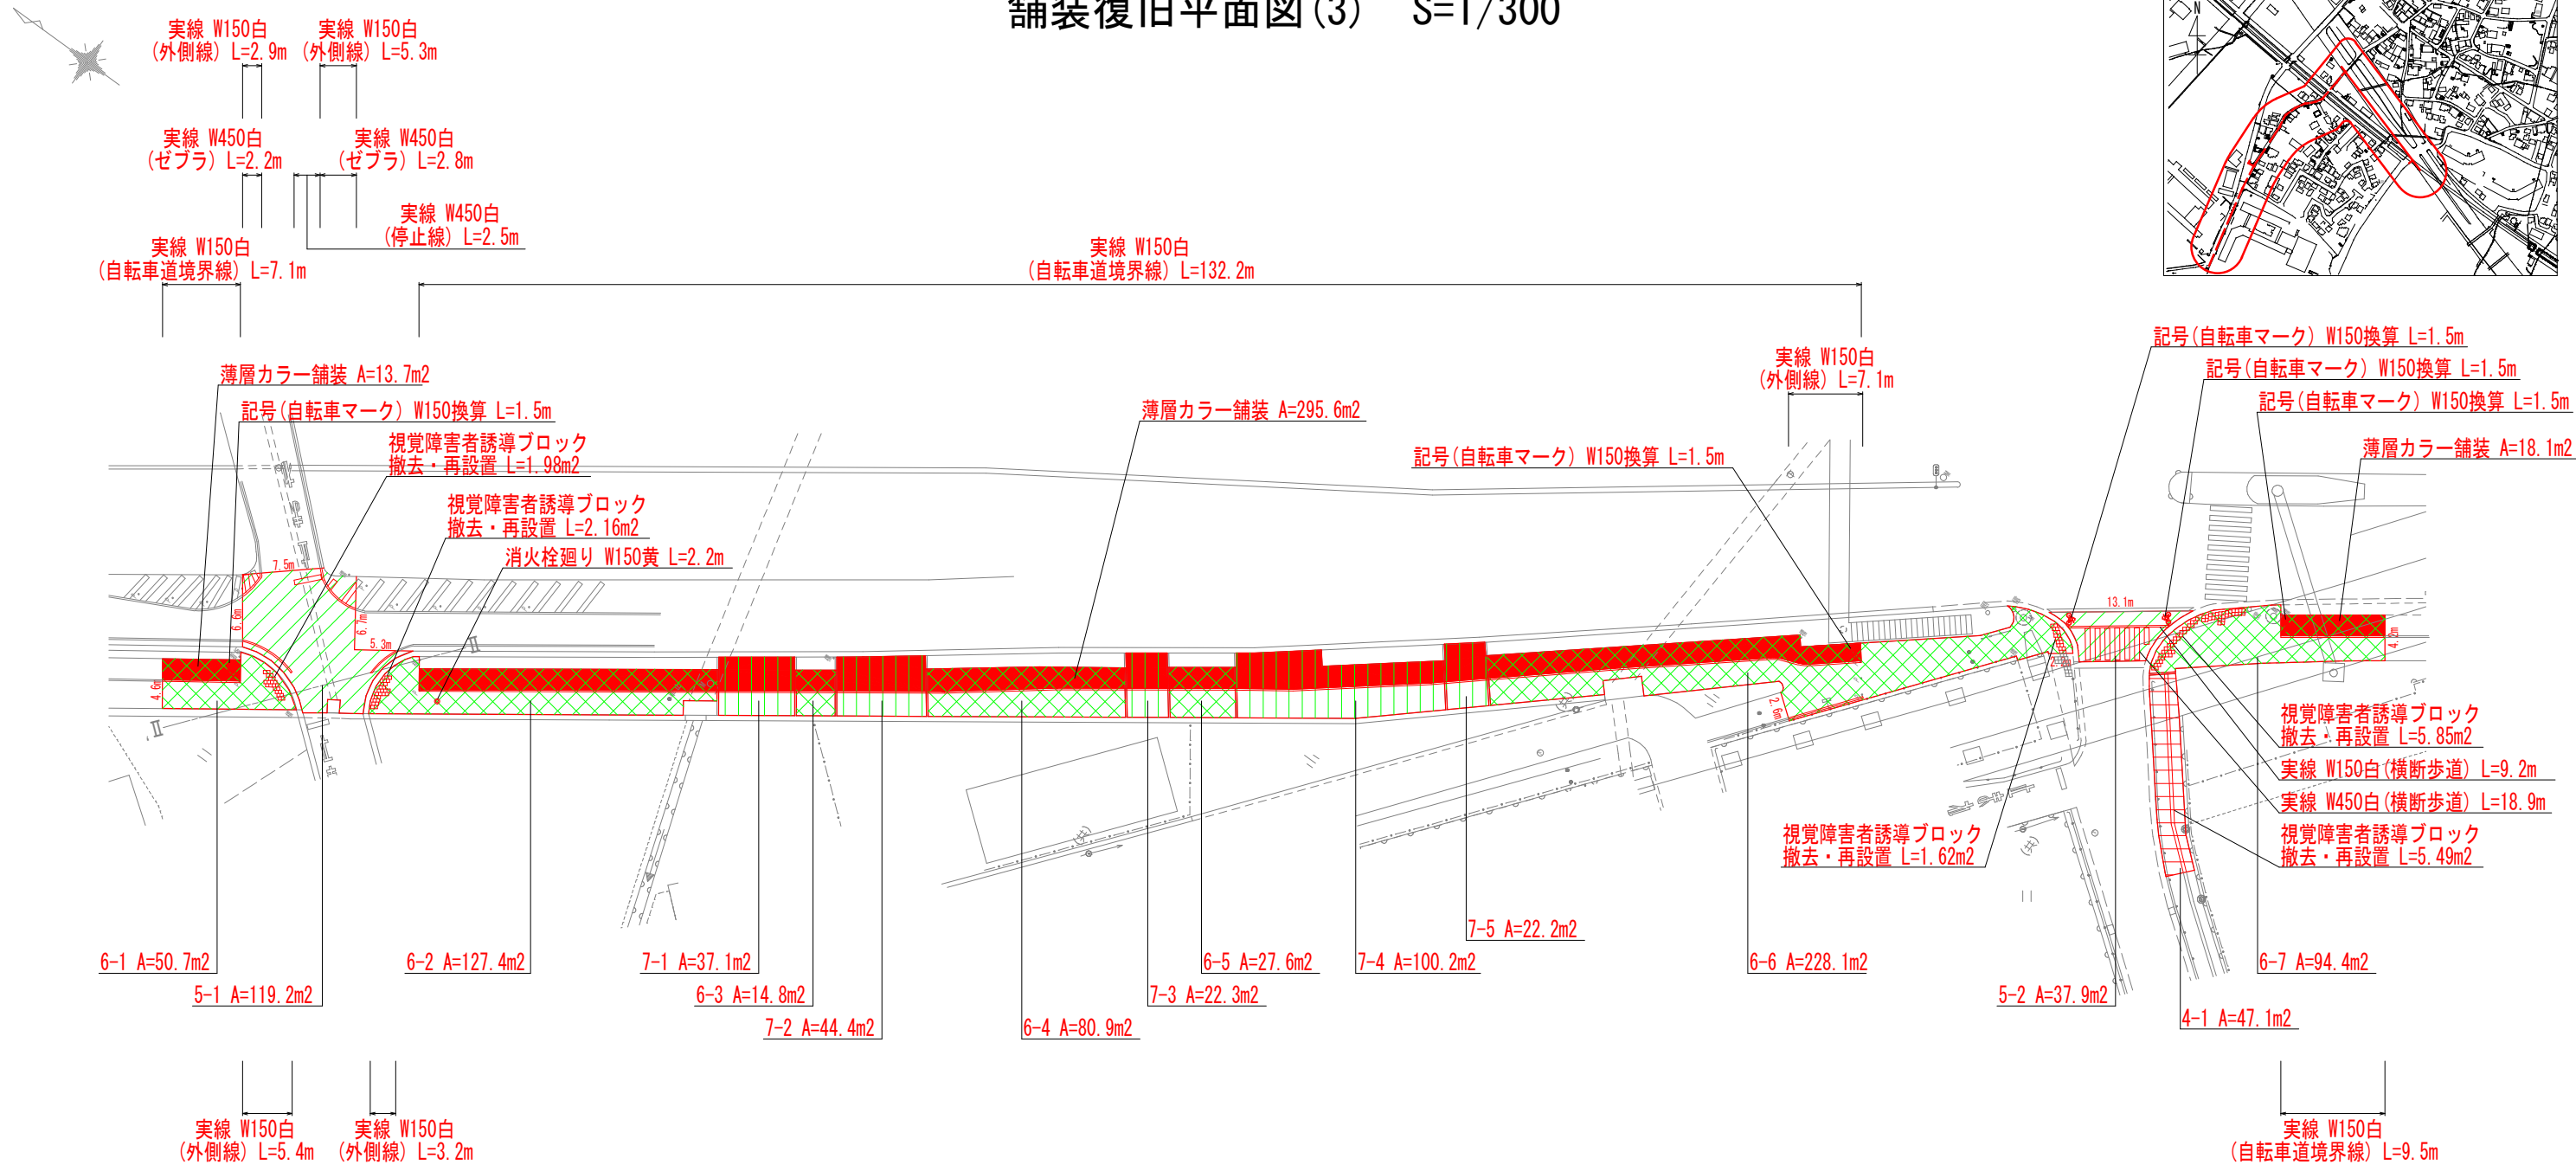 舗装復旧平面図(3) S=1/300
N
実線 W150白
(外側線) L=2.9m
実線 W150白
(外側線) L=5.3m
実線 W450白
(ゼブラ) L=2.2m
実線 W450白
(ゼブラ) L=2.8m
実線 W450白
(停止線) L=2.5m
実線 W150白
(自転車道境界線) L=7.1m
実線 W150白
(自転車道境界線) L=132.2m
実線 W150白
(外側線) L=7.1m
記号(自転車マーク) W150換算 L=1.5m
記号(自転車マーク) W150換算 L=1.5m
記号(自転車マーク) W150換算 L=1.5m
薄層カラー舗装 A=18.1m2
薄層カラー舗装 A=13.7m2
記号(自転車マーク) W150換算 L=1.5m
視覚障害者誘導ブロック
撤去・再設置 L=1.98m2
視覚障害者誘導ブロック
撤去・再設置 L=2.16m2
消火栓廻り W150黄 L=2.2m
薄層カラー舗装 A=295.6m2
記号(自転車マーク) W150換算 L=1.5m
7.5m
6.6m
6.7m
5.3m
4.6m
2.6m
13.1m
4.2m
視覚障害者誘導ブロック
撤去・再設置 L=5.85m2
実線 W150白(横断歩道) L=9.2m
実線 W450白(横断歩道) L=18.9m
視覚障害者誘導ブロック
撤去・再設置 L=5.49m2
視覚障害者誘導ブロック
撤去・再設置 L=1.62m2
6-1 A=50.7m2
5-1 A=119.2m2
6-2 A=127.4m2
7-1 A=37.1m2
6-3 A=14.8m2
7-2 A=44.4m2
6-4 A=80.9m2
7-3 A=22.3m2
6-5 A=27.6m2
7-4 A=100.2m2
7-5 A=22.2m2
6-6 A=228.1m2
5-2 A=37.9m2
4-1 A=47.1m2
6-7 A=94.4m2
実線 W150白
(外側線) L=5.4m
実線 W150白
(外側線) L=3.2m
実線 W150白
(自転車道境界線) L=9.5m